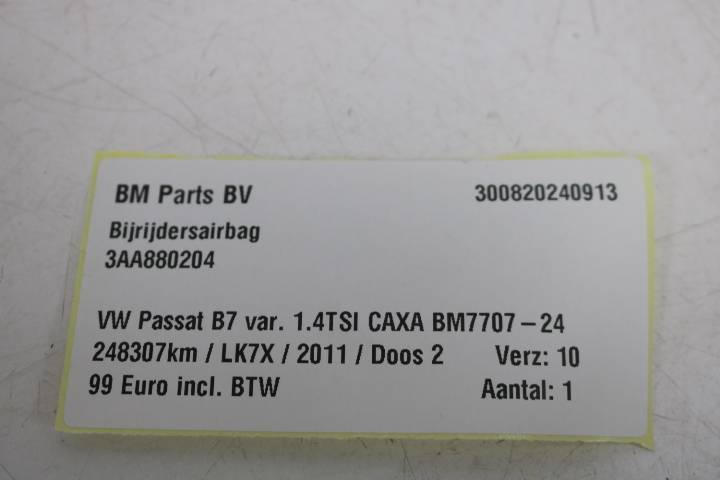 BM Parts BV 300820240913
Bijrijdersairbag
3AA880204
VW Passat B7 var. 1.4TSI CAXA BM7707-24
248307km / LK7X / 2011 / Doos 2 Verz: 10
99 Euro incl. BTW Aantal: 1